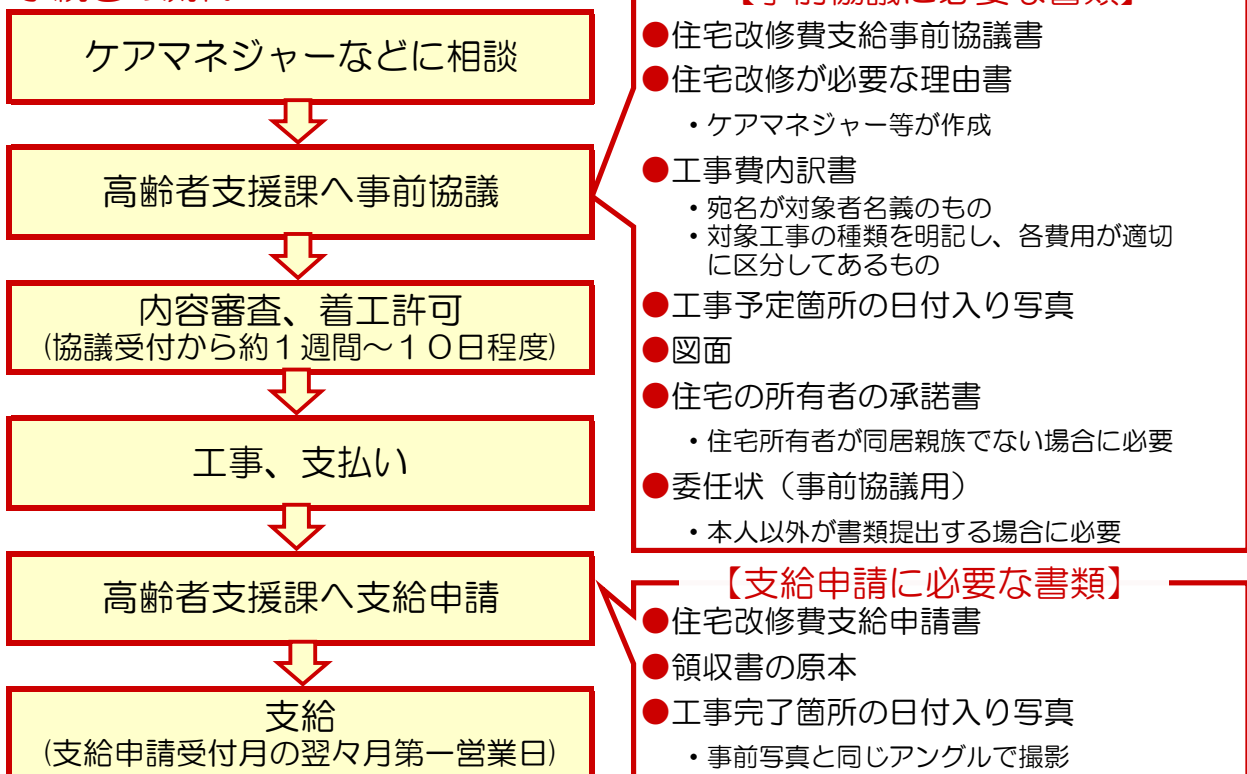 ケアマネジャーなどに相談
高齢者支援課へ事前協議
内容審査、着工許可
(協議受付から約１週間～１０日程度)
工事、支払い
高齢者支援課へ支給申請
支給
(支給申請受付月の翌々月第一営業日)
【事前協議に必要な書類】
●住宅改修費支給事前協議書
●住宅改修が必要な理由書
・ケアマネジャー等が作成
●工事費内訳書
・宛名が対象者名義のもの
・対象工事の種類を明記し、各費用が適切
に区分してあるもの
●工事予定箇所の日付入り写真
●図面
●住宅の所有者の承諾書
・住宅所有者が同居親族でない場合に必要
●委任状（事前協議用）
・本人以外が書類提出する場合に必要
【支給申請に必要な書類】
●住宅改修費支給申請書
●領収書の原本
●工事完了箇所の日付入り写真
・事前写真と同じアングルで撮影